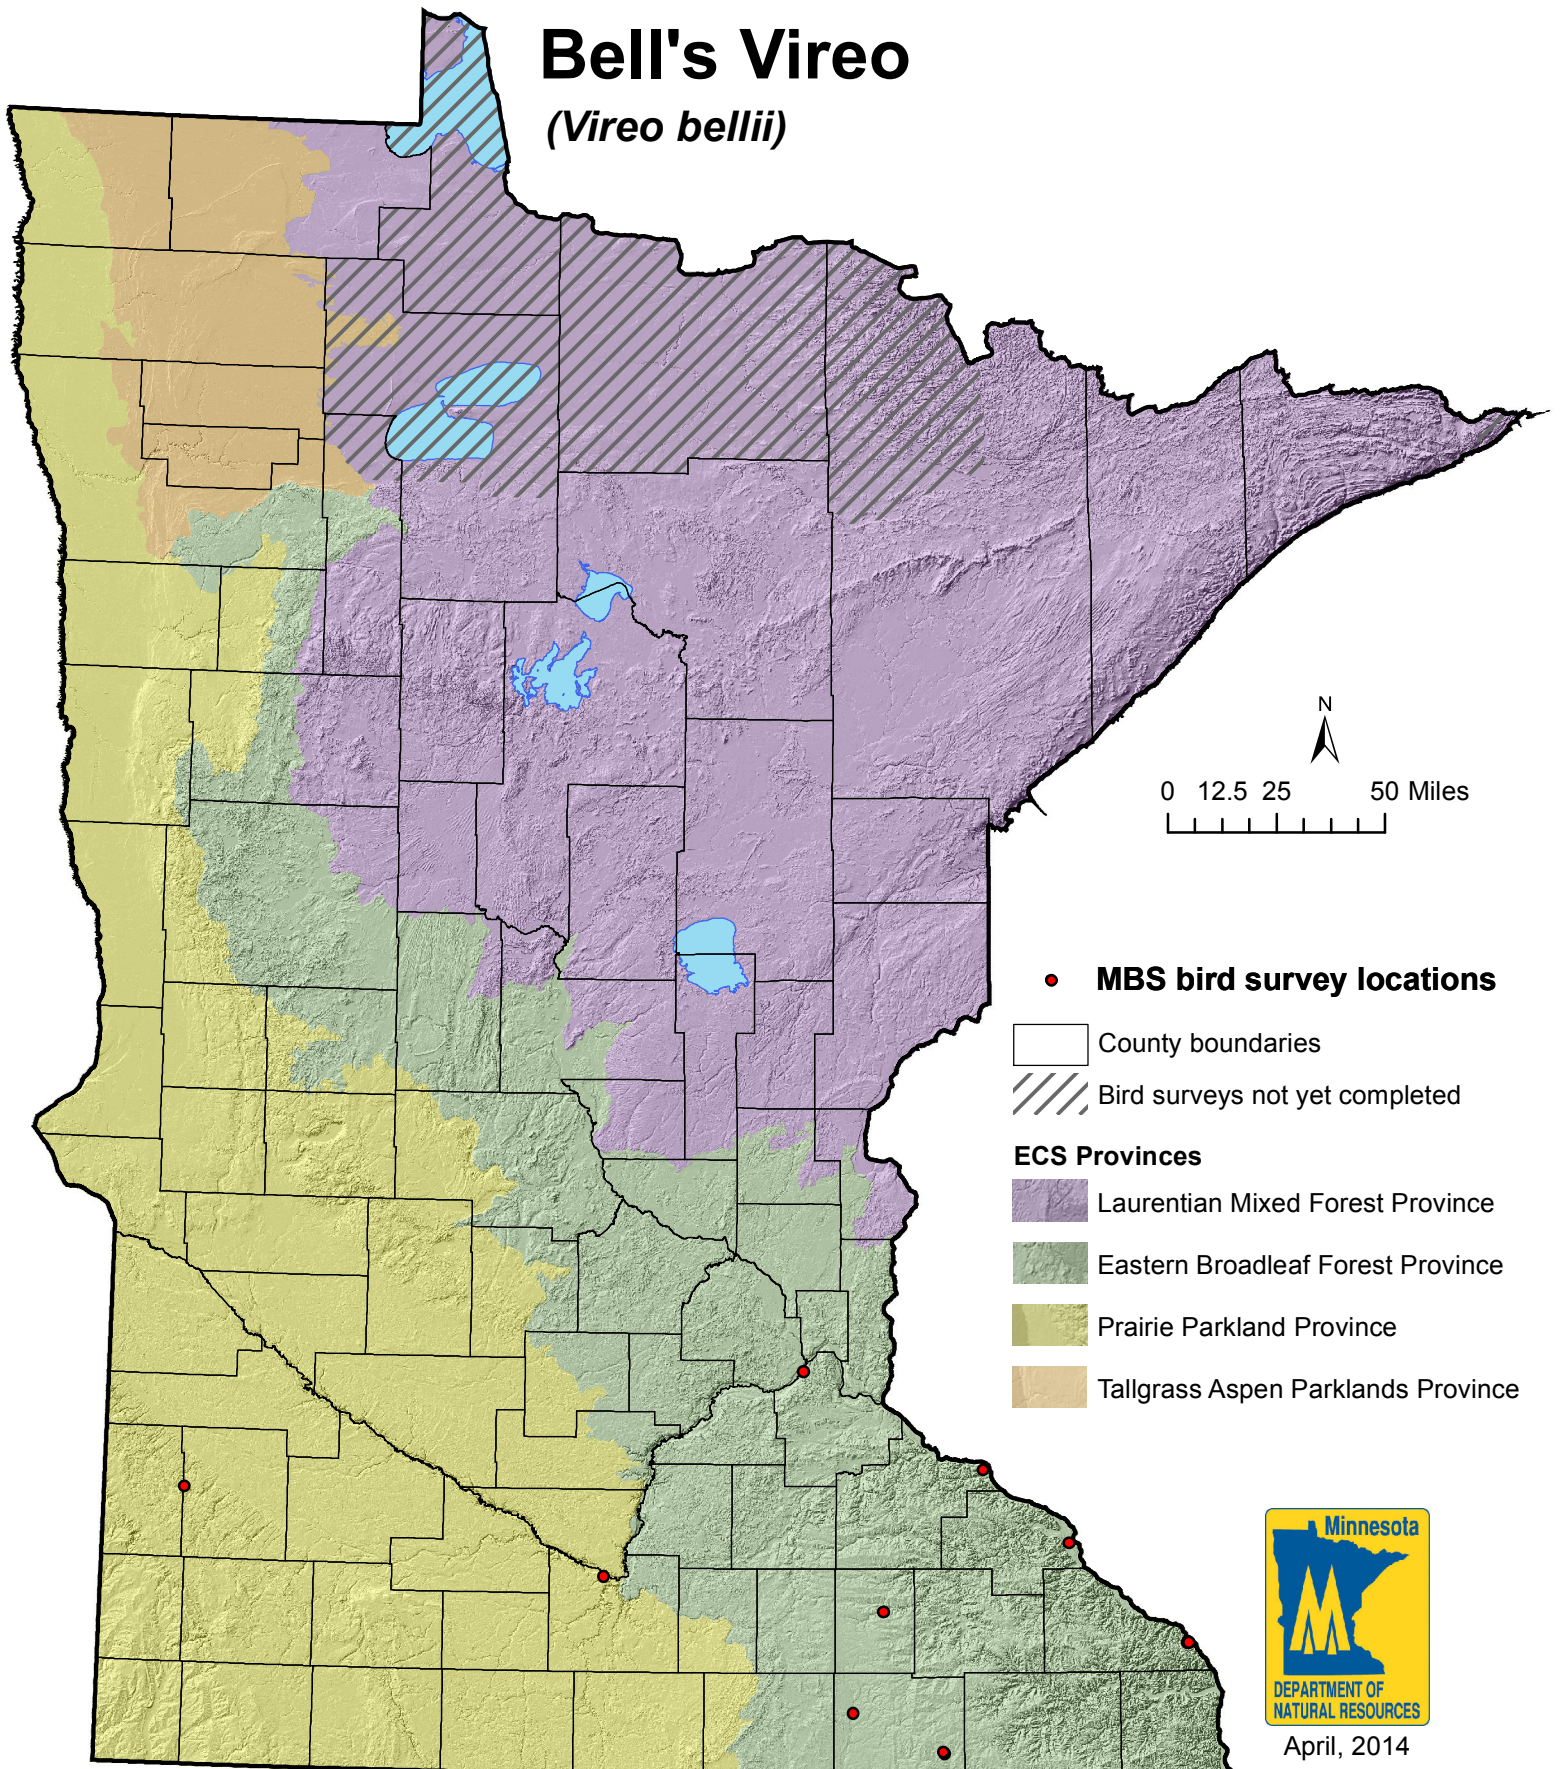 Bell's Vireo
(Vireo bellii)
N
0 12.5 25 50 Miles
MBS bird survey locations
County boundaries
Bird surveys not yet completed
ECS Provinces
Laurentian Mixed Forest Province
Eastern Broadleaf Forest Province
Prairie Parkland Province
Tallgrass Aspen Parklands Province
Minnesota
DEPARTMENT OF
NATURAL RESOURCES
April, 2014